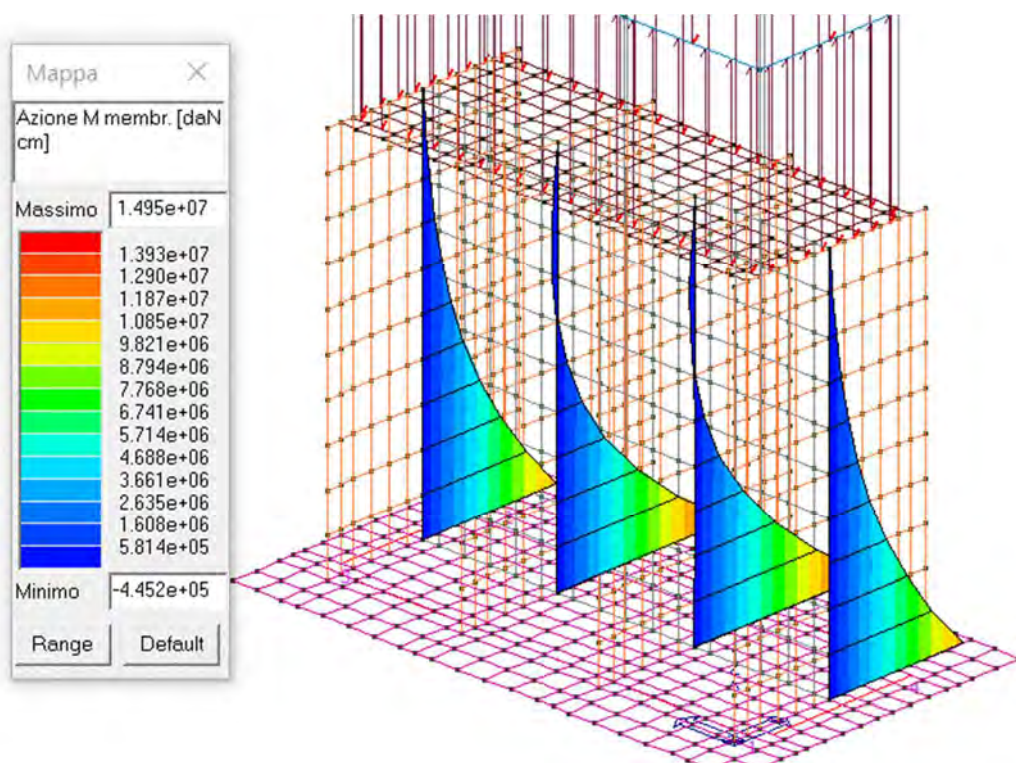 Mappa
Azione M membr. [daN
cm]
Massimo 1.495e+07
1.393e+07
1.290e+07
1.187e+07
1.085e+07
9.821e+06
8.794e+06
7.768e+06
6.741e+06
5.714e+06
4.688e+06
3.661e+06
2.635e+06
1.608e+06
5.814e+05
Minimo -4.452e+05
Range Default